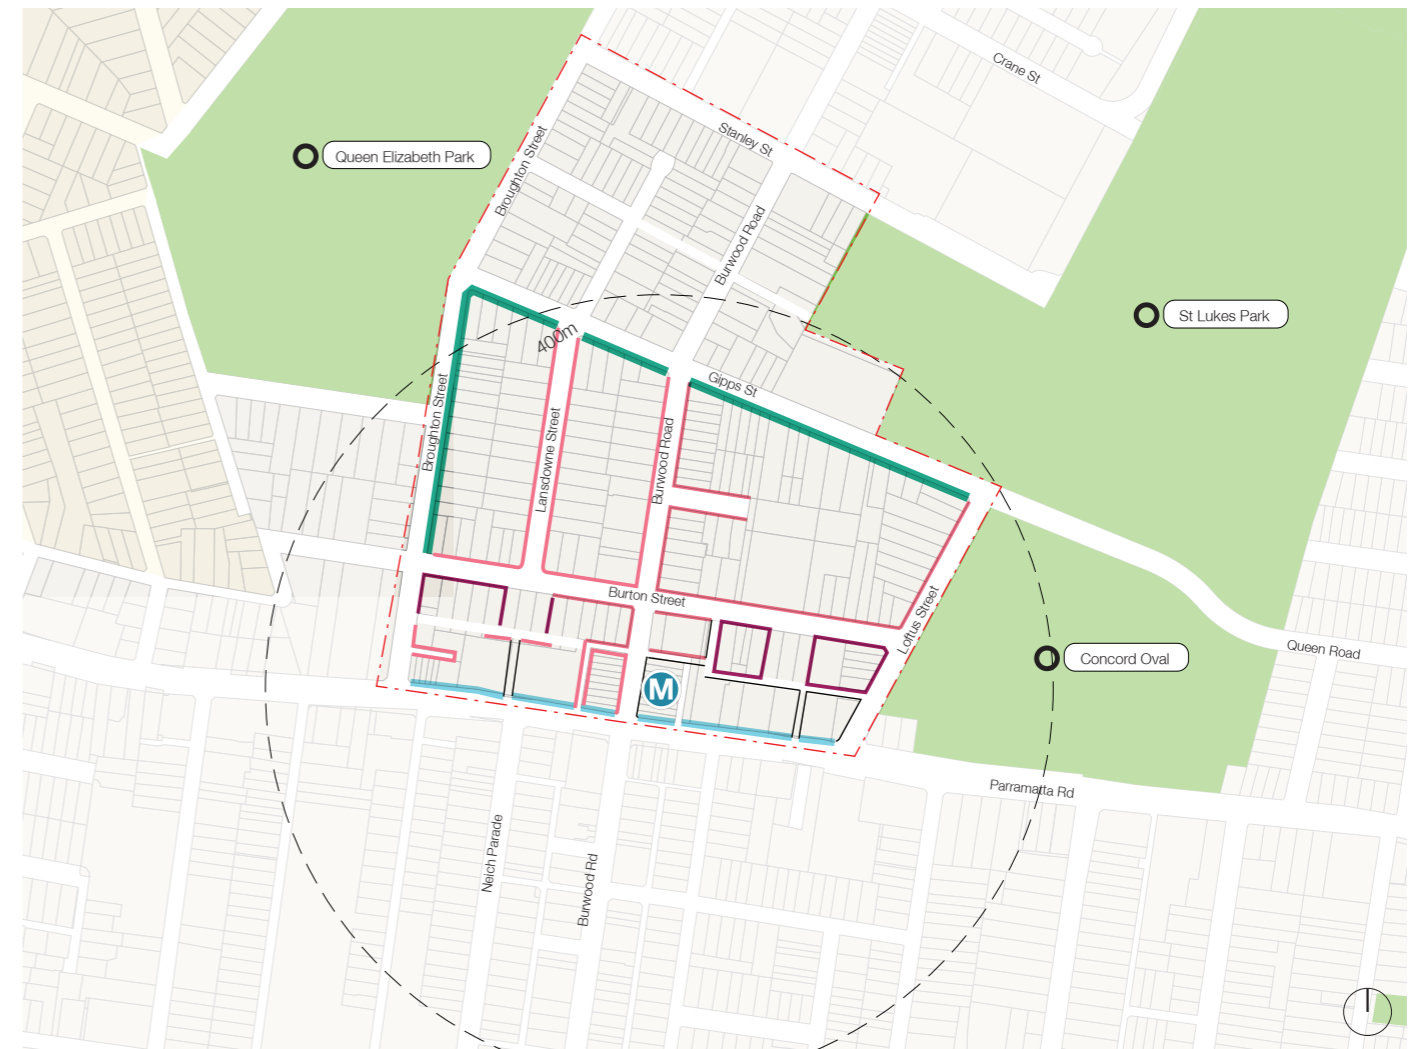 Crane St
Stanley St
Queen Elizabeth Park
Broughton Street
Burwood Road
St Lukes Park
400m
Gipps St
Broughton Street
Lansdowne Street
Burwood Road
Burton Street
Loftus Street
Queen Road
Concord Oval
M
Parramatta Rd
Neich Parade
Burwood Rd